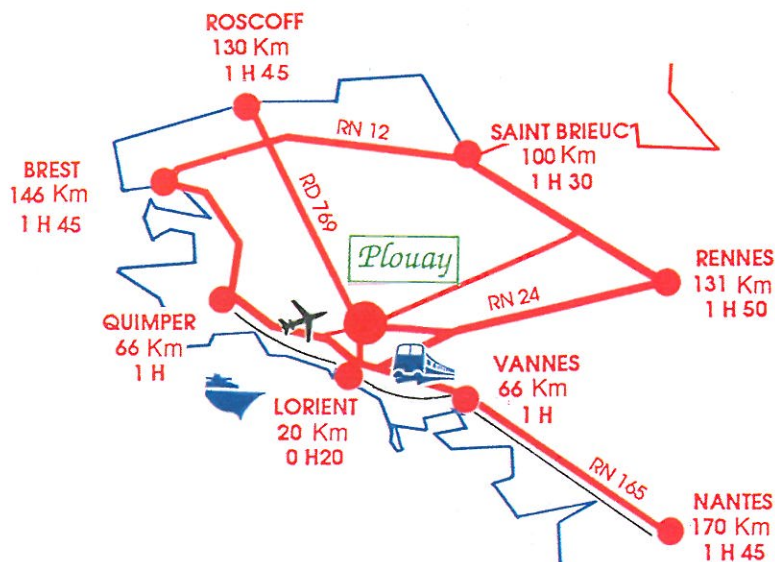 ROSCOFF
130 Km
1 H 45
RN 12
SAINT BRIEUC
100 Km
1 H 30
BREST
146 Km
1 H 45
RD 769
Plouay
RENNES
131 Km
1 H 50
RN 24
QUIMPER
66 Km
1 H
VANNES
66 Km
1 H
LORIENT
20 Km
0 H20
RN 165
NANTES
170 Km
1 H 45